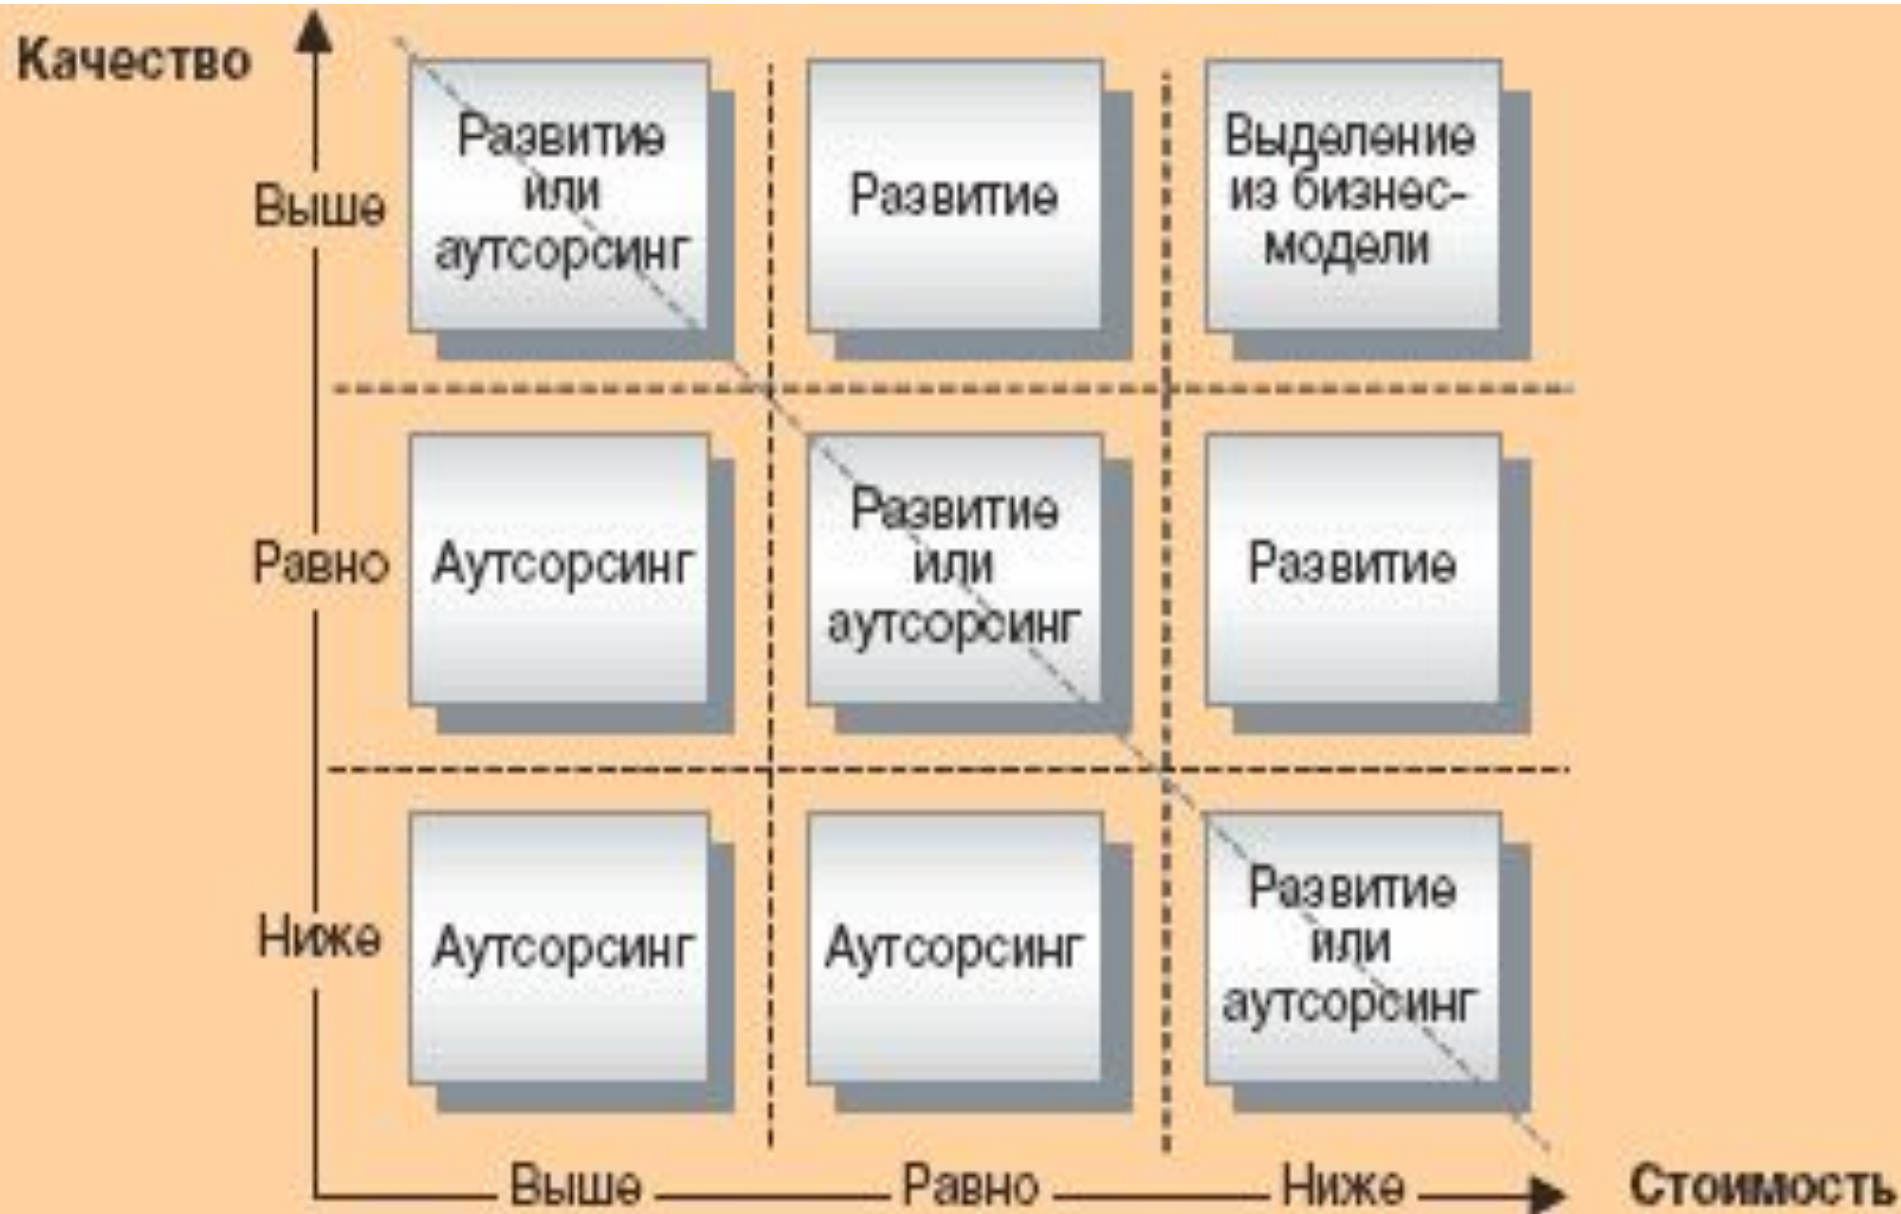 Качество
Выше
Развитие
или
аутсорсинг
Развитие
Выделение
из бизнес-
модели
Равно
Аутсорсинг
Развитие
или
аутсорсинг
Развитие
Ниже
Аутсорсинг
Аутсорсинг
Развитие
или
аутсорсинг
Выше
Равно
Ниже
Стоимость